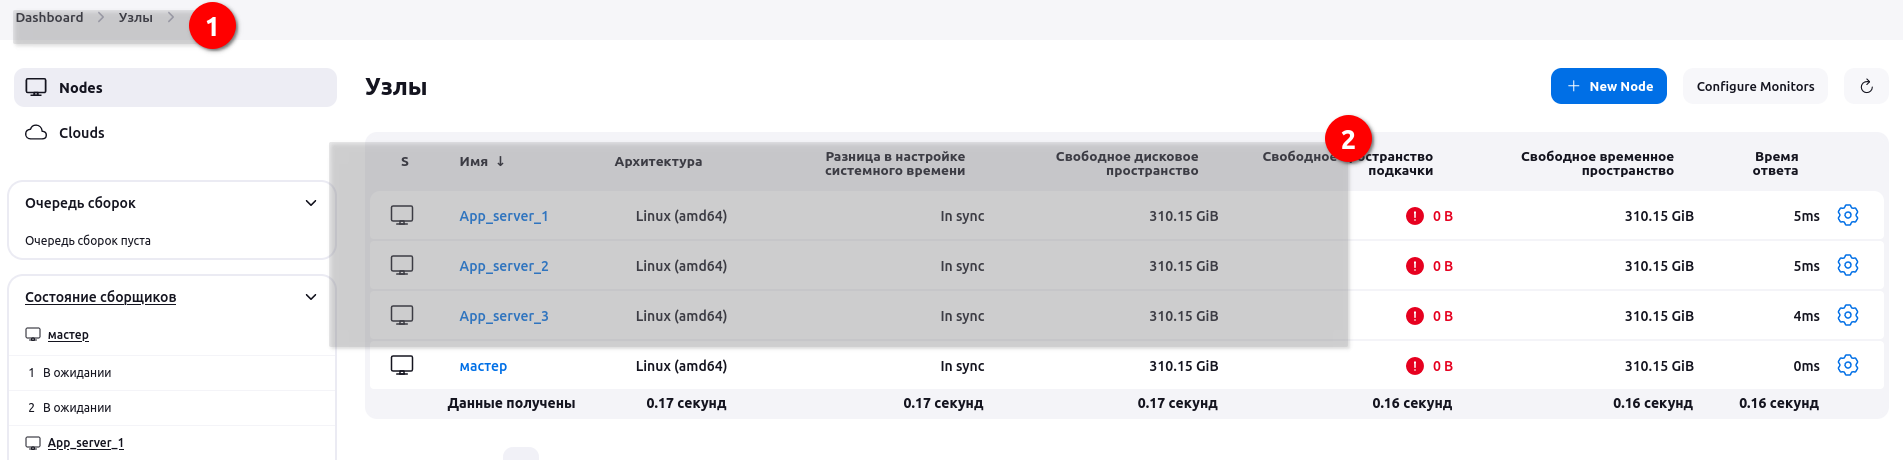 Dashboard > Узлы >
1
Nodes
Clouds
Очередь сборок
Очередь сборок пуста
Состояние сборщиков
мастер
1 В ожидании
2 В ожидании
App_server_1
Узлы
+ New Node
Configure Monitors
2
S Имя ↓ Архитектура Разница в настройке системного времени Свободное дисковое пространство Свободное пространство подкачки Свободное временное пространство Время ответа
App_server_1 Linux (amd64) In sync 310.15 GiB ! 0 B 310.15 GiB 5ms
App_server_2 Linux (amd64) In sync 310.15 GiB ! 0 B 310.15 GiB 5ms
App_server_3 Linux (amd64) In sync 310.15 GiB ! 0 B 310.15 GiB 4ms
мастер Linux (amd64) In sync 310.15 GiB ! 0 B 310.15 GiB 0ms
Данные получены 0.17 секунд 0.17 секунд 0.17 секунд 0.16 секунд 0.16 секунд 0.16 секунд